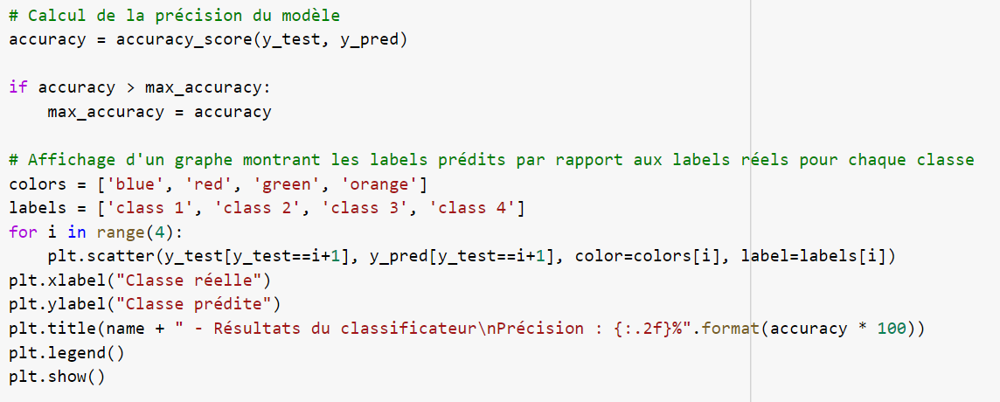 # Calcul de la précision du modèle
accuracy = accuracy_score(y_test, y_pred)
if accuracy > max_accuracy:
    max_accuracy = accuracy
# Affichage d'un graphe montrant les labels prédits par rapport aux labels réels pour chaque classe
colors = ['blue', 'red', 'green', 'orange']
labels = ['class 1', 'class 2', 'class 3', 'class 4']
for i in range(4):
    plt.scatter(y_test[y_test==i+1], y_pred[y_test==i+1], color=colors[i], label=labels[i])
plt.xlabel("Classe réelle")
plt.ylabel("Classe prédite")
plt.title(name + " - Résultats du classificateur\nPrécision : {:.2f}%".format(accuracy * 100))
plt.legend()
plt.show()